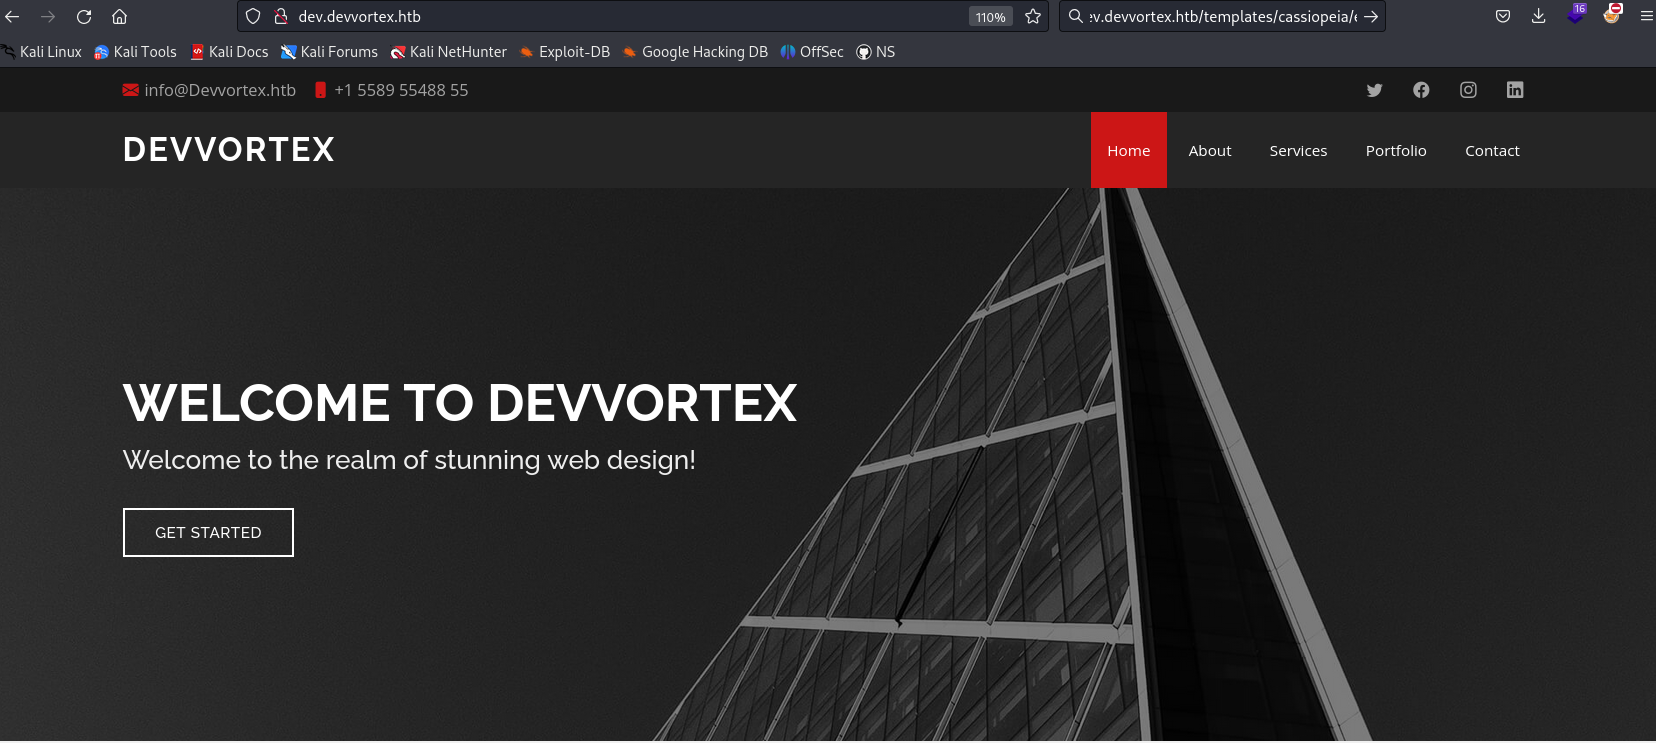 dev.devvortex.htb
110%
v.devvortex.htb/templates/cassiopeia/e
16
Kali Linux Kali Tools Kali Docs Kali Forums Kali NetHunter Exploit-DB Google Hacking DB OffSec NS
info@Devvortex.htb +1 5589 55488 55
DEVVORTEX
Home About Services Portfolio Contact
WELCOME TO DEVVORTEX
Welcome to the realm of stunning web design!
GET STARTED